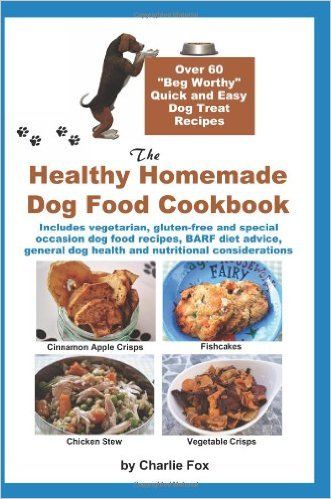 Over 60
"Beg Worthy"
Quick and Easy
Dog Treat
Recipes
The
Healthy Homemade
Dog Food Cookbook
Includes vegetarian, gluten-free and special
occasion dog food recipes, BARF diet advice,
general dog health and nutritional considerations
Cinnamon Apple Crisps
FAIRY
Fishcakes
Chicken Stew
Vegetable Crisps
by Charlie Fox